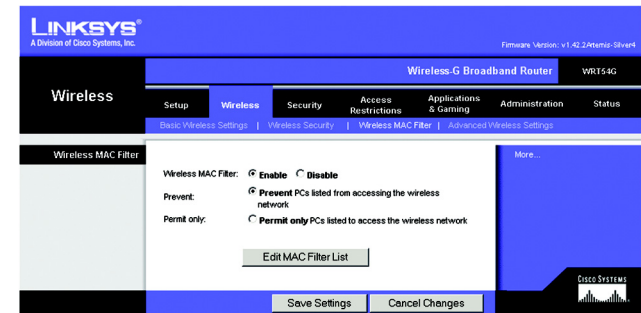 LINKSYS®
A Division of Cisco Systems, Inc.
Firmware Version: v1.42.2Artemis-Silver4
Wireless-G Broadband Router WRT54G
Wireless
Setup Wireless Security Access Restrictions Applications & Gaming Administration Status
Basic Wireless Settings | Wireless Security | Wireless MAC Filter | Advanced Wireless Settings
Wireless MAC Filter
More...
Wireless MAC Filter: Enable Disable
Prevent: Prevent PCs listed from accessing the wireless
network
Permit only: Permit only PCs listed to access the wireless network
Edit MAC Filter List
CISCO SYSTEMS
Save Settings Cancel Changes